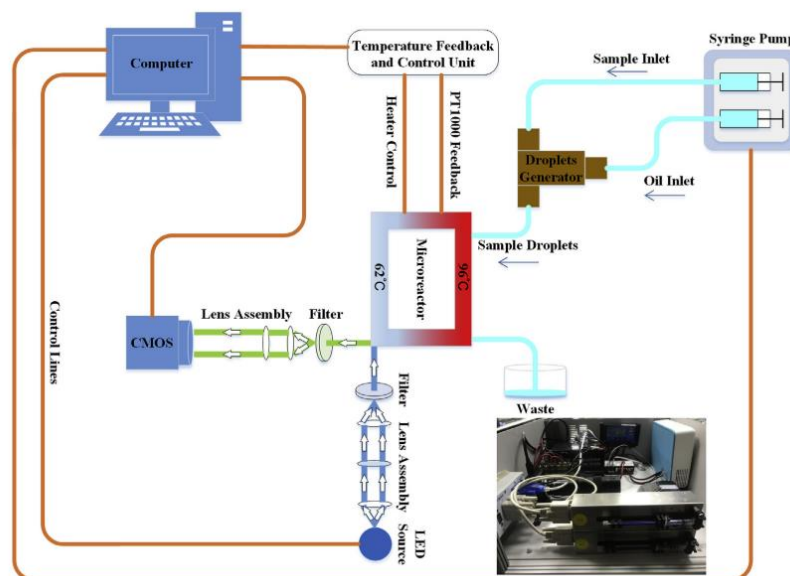 Computer
Temperature Feedback
and Control Unit
Sample Inlet
Syringe Pump
Heater Control
PT1000 Feedback
Droplets
Generator
Oil Inlet
Sample Droplets
62℃
Microreactor
96℃
Control Lines
Lens Assembly
Filter
CMOS
Filter
Lens Assembly
LED
Source
Waste